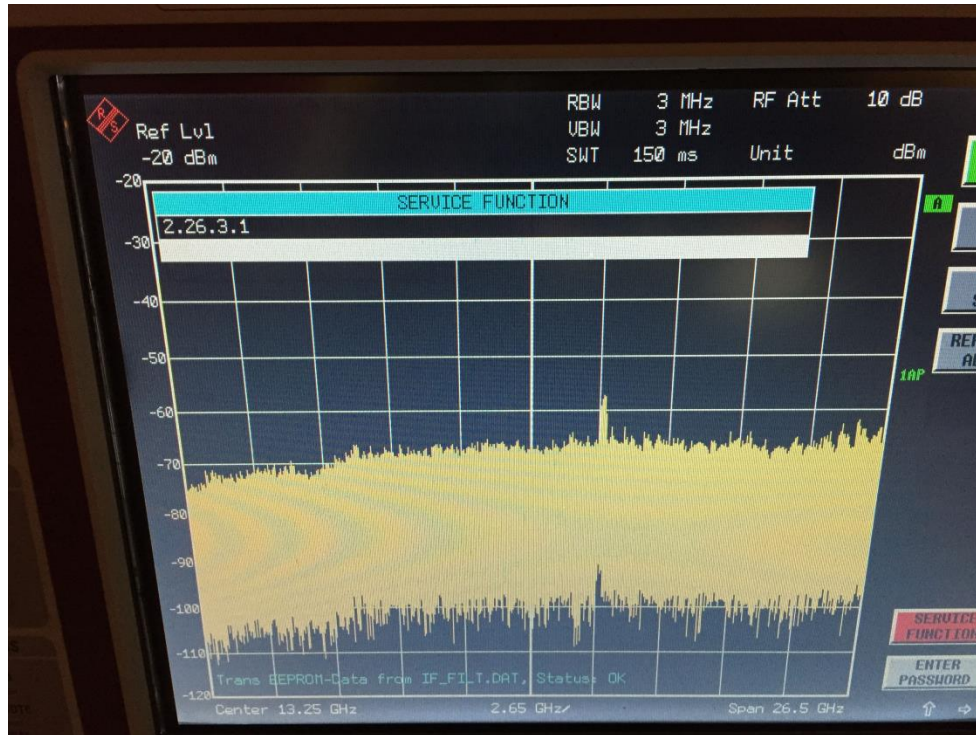 RBW 3 MHz RF Att 10 dB
Ref Lvl VBW 3 MHz
-20 dBm SWT 150 ms Unit dBm
-20
SERVICE FUNCTION
A
2.26.3.1
-30
-40
-50
1AP
-60
-70
-80
-90
-100
SERVICE
FUNCTION
-110
ENTER
PASSWORD
Trans EEPROM-Data from IF_FILT.DAT, Status: OK
-120
Center 13.25 GHz 2.65 GHz/ Span 26.5 GHz